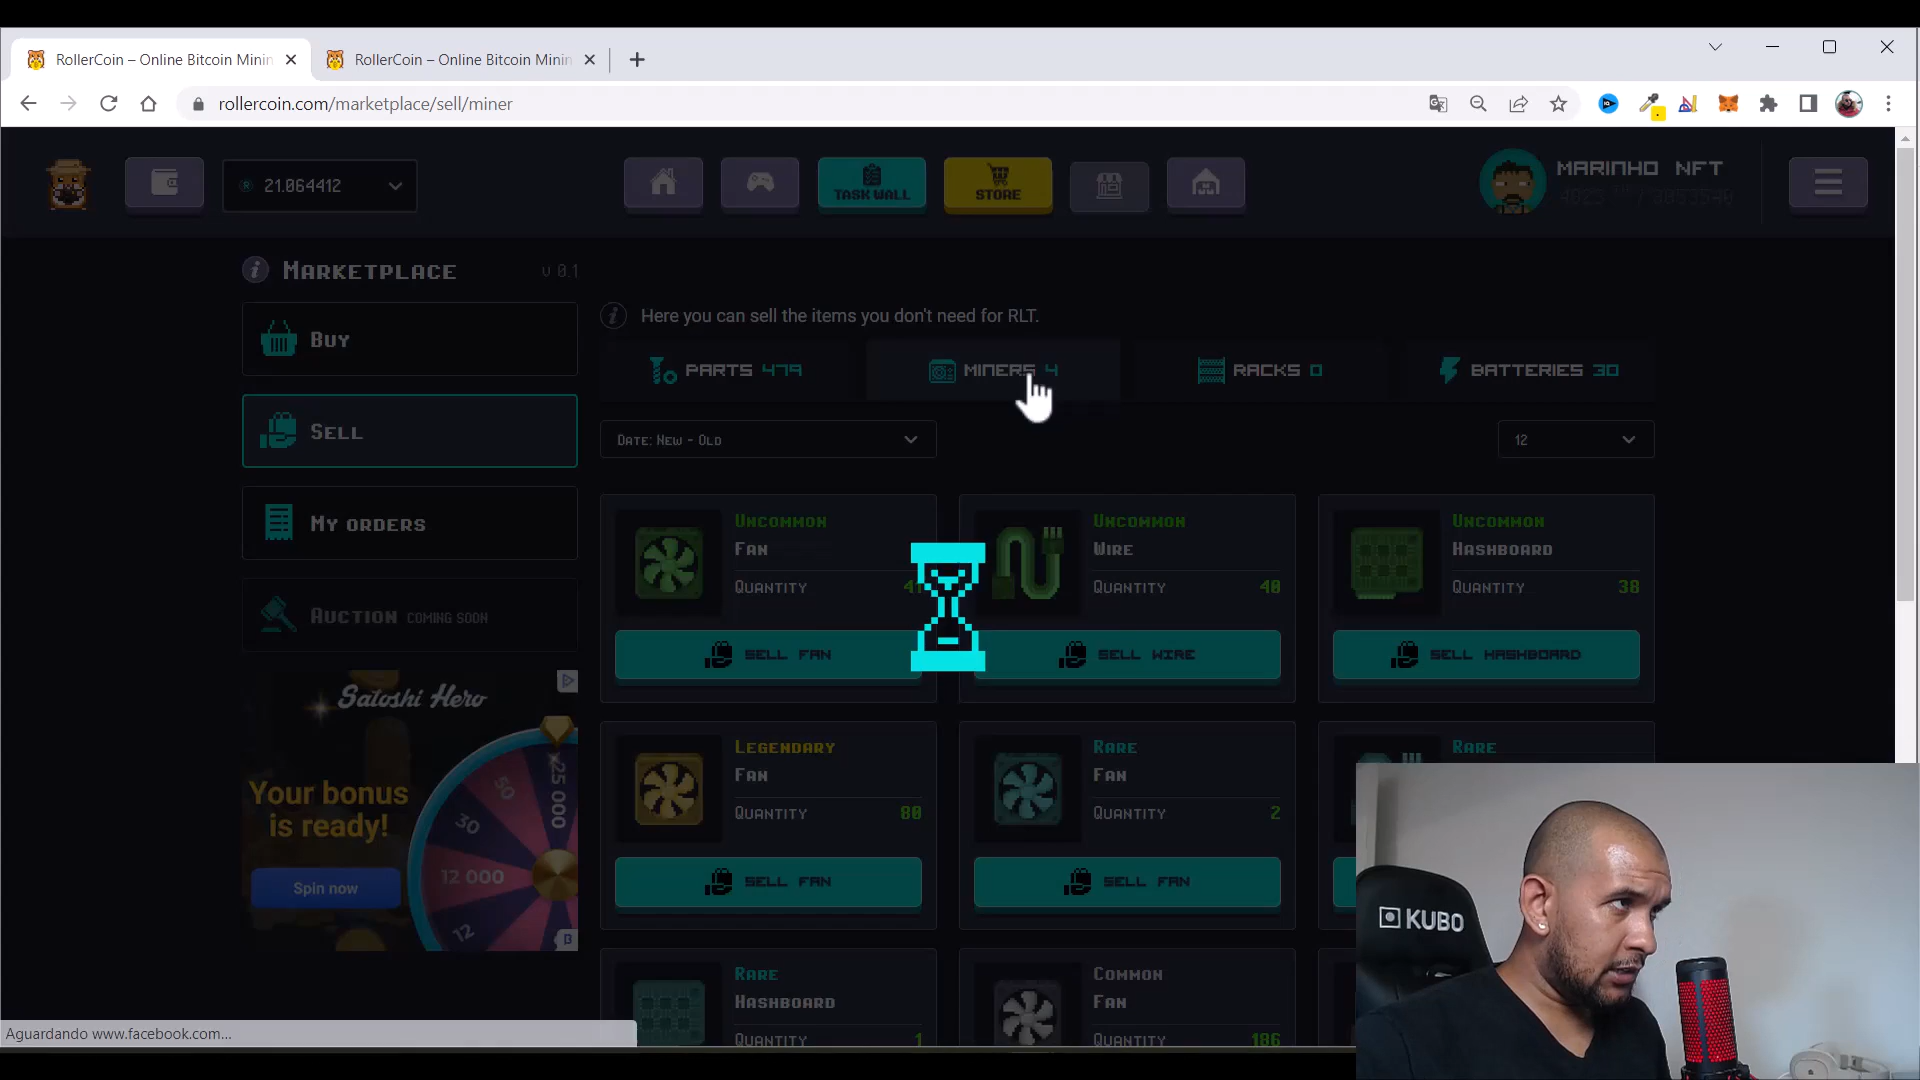 RollerCoin – Online Bitcoin Minin
RollerCoin – Online Bitcoin Minin
rollercoin.com/marketplace/sell/miner
21.064412
TASK WALL
STORE
MARINHO NFT
MARKETPLACE
V 0.1
BUY
SELL
MY ORDERS
AUCTION COMING SOON
Here you can sell the items you don't need for RLT.
PARTS 479
MINERS 4
RACKS 0
BATTERIES 30
DATE: NEW - OLD
12
UNCOMMON
FAN
QUANTITY
SELL FAN
UNCOMMON
WIRE
QUANTITY 40
SELL WIRE
UNCOMMON
HASHBOARD
QUANTITY 38
SELL HASHBOARD
LEGENDARY
FAN
QUANTITY 80
SELL FAN
RARE
FAN
QUANTITY 2
SELL FAN
RARE
RARE
HASHBOARD
QUANTITY 1
COMMON
FAN
QUANTITY 186
Satoshi Hero
Your bonus
is ready!
Spin now
25 000
50
30
12 000
12
KUBO
Aguardando www.facebook.com...